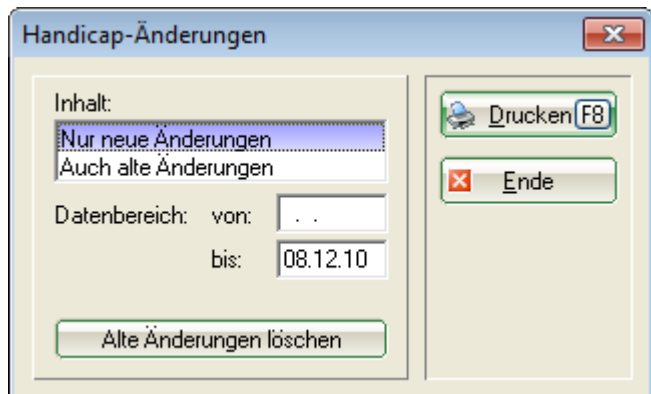 Handicap-Änderungen
Inhalt:
Nur neue Änderungen
Auch alte Änderungen
Datenbereich: von: . .
bis: 08.12.10
Alte Änderungen löschen
Drucken F8
Ende